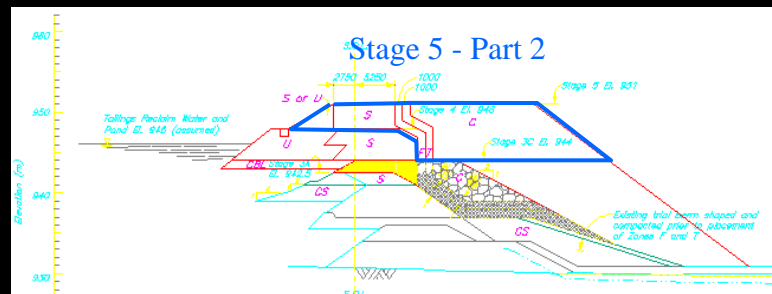 Stage 5 - Part 2
960
2750
5250
1000
1000
Stage 5 El. 951
S or U
S
Stage 4 El. 948
C
950
Tailings Reclaim Water and
Pond EL 946 (assumed)
U
S
Stage 3C El. 944
CBL
Stage 3A
EL 942.5
S
C
940
CS
CS
Existing trial berm shaped and
compacted prior to placement
of Zones F and T
Elevation (m)
930